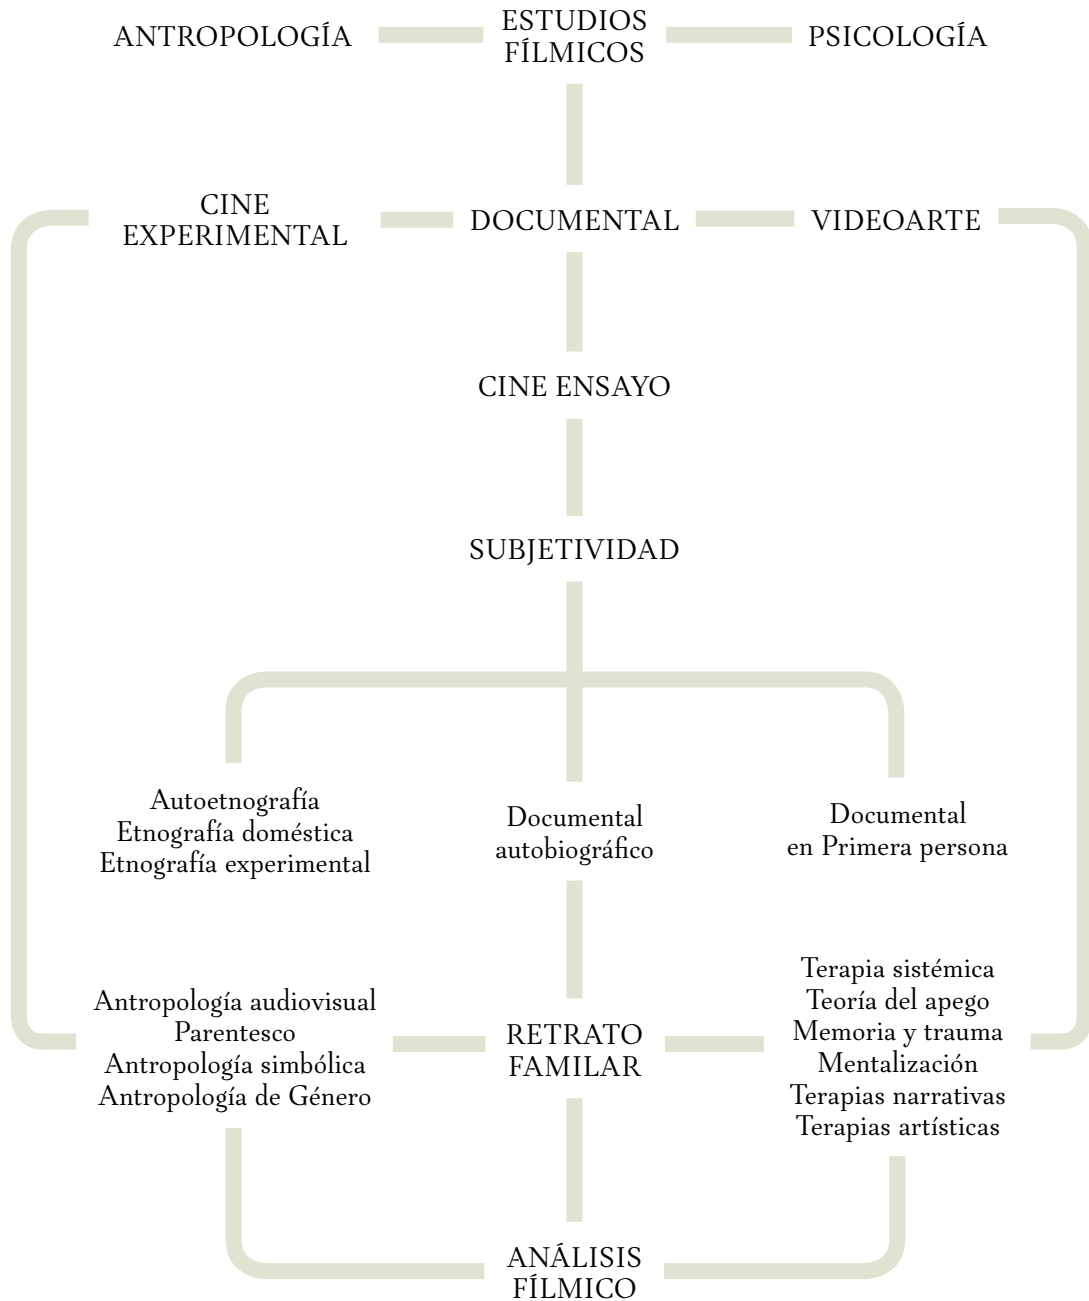 ANTROPOLOGÍA
ESTUDIOS
FÍLMICOS
PSICOLOGÍA
CINE
EXPERIMENTAL
DOCUMENTAL
VIDEOARTE
CINE ENSAYO
SUBJETIVIDAD
Autoetnografía
Etnografía doméstica
Etnografía experimental
Documental
autobiográfico
Documental
en Primera persona
Antropología audiovisual
Parentesco
Antropología simbólica
Antropología de Género
RETRATO
FAMILAR
Terapia sistémica
Teoría del apego
Memoria y trauma
Mentalización
Terapias narrativas
Terapias artísticas
ANÁLISIS
FÍLMICO